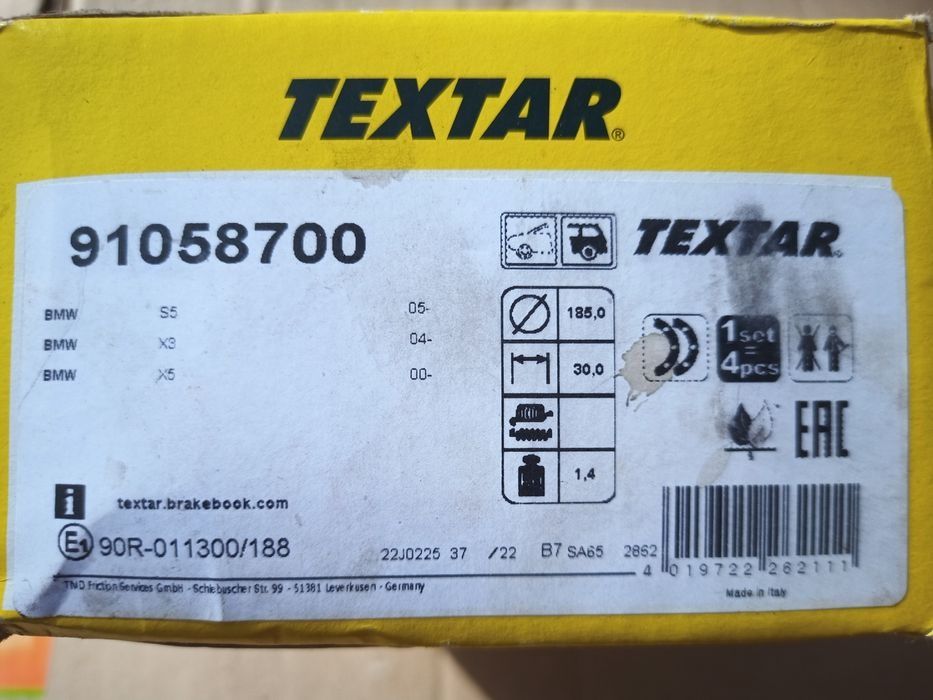 TEXTAR®
91058700
TEXTAR
BMW S5 05-
BMW X3 04-
BMW X5 00-
185,0
30,0
1,4
1 set
=
4pcs
EAC
i textar.brakebook.com
E1 90R-011300/188
22J0225 37 /22 B7 SA65 2862
4 019722 262111
TMD Friction Services GmbH - Schlebuscher Str. 99 - 51381 Leverkusen - Germany
Made in Italy